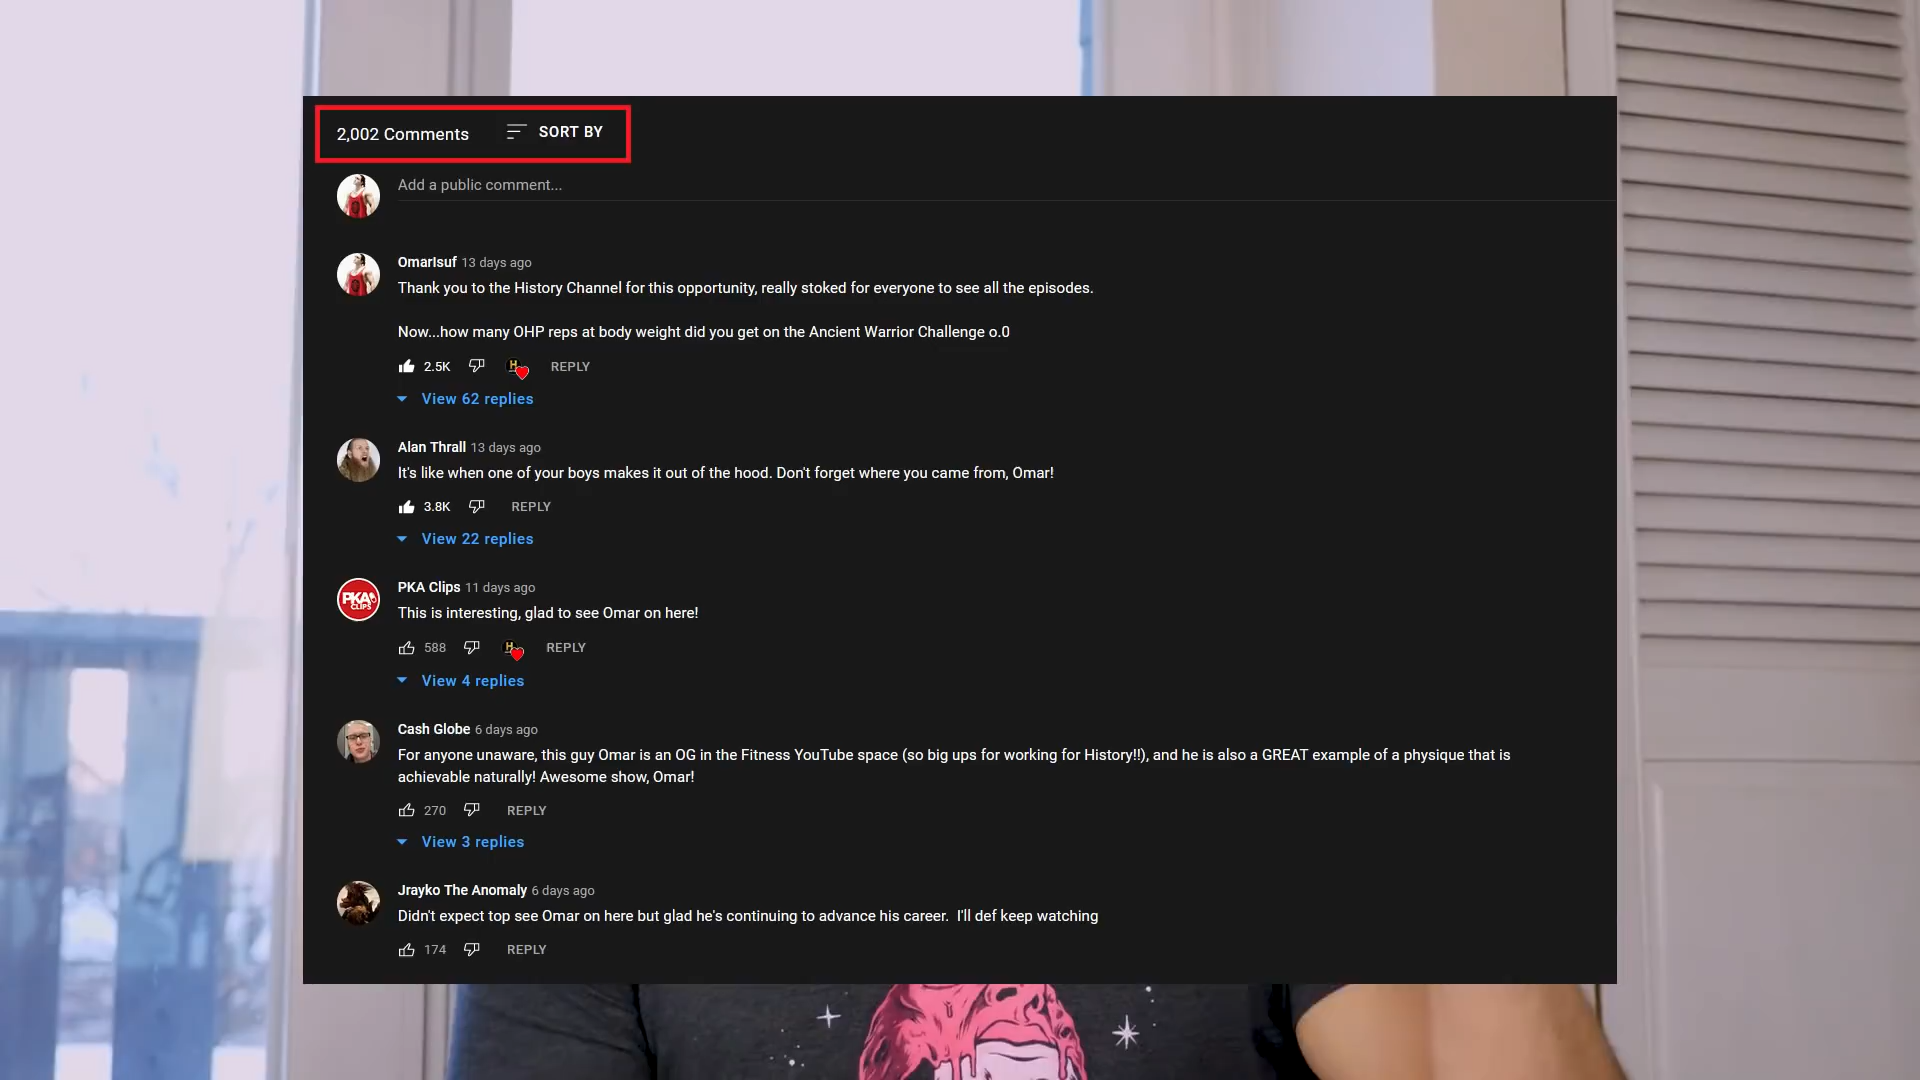 2,002 Comments SORT BY
Add a public comment...
OmarIsuf 13 days ago
Thank you to the History Channel for this opportunity, really stoked for everyone to see all the episodes.
Now...how many OHP reps at body weight did you get on the Ancient Warrior Challenge o.0
2.5K H REPLY
View 62 replies
Alan Thrall 13 days ago
It's like when one of your boys makes it out of the hood. Don't forget where you came from, Omar!
3.8K REPLY
View 22 replies
PKA CLIPS
PKA Clips 11 days ago
This is interesting, glad to see Omar on here!
588 H REPLY
View 4 replies
Cash Globe 6 days ago
For anyone unaware, this guy Omar is an OG in the Fitness YouTube space (so big ups for working for History!!), and he is also a GREAT example of a physique that is
achievable naturally! Awesome show, Omar!
270 REPLY
View 3 replies
Jrayko The Anomaly 6 days ago
Didn't expect top see Omar on here but glad he's continuing to advance his career.  I'll def keep watching
174 REPLY